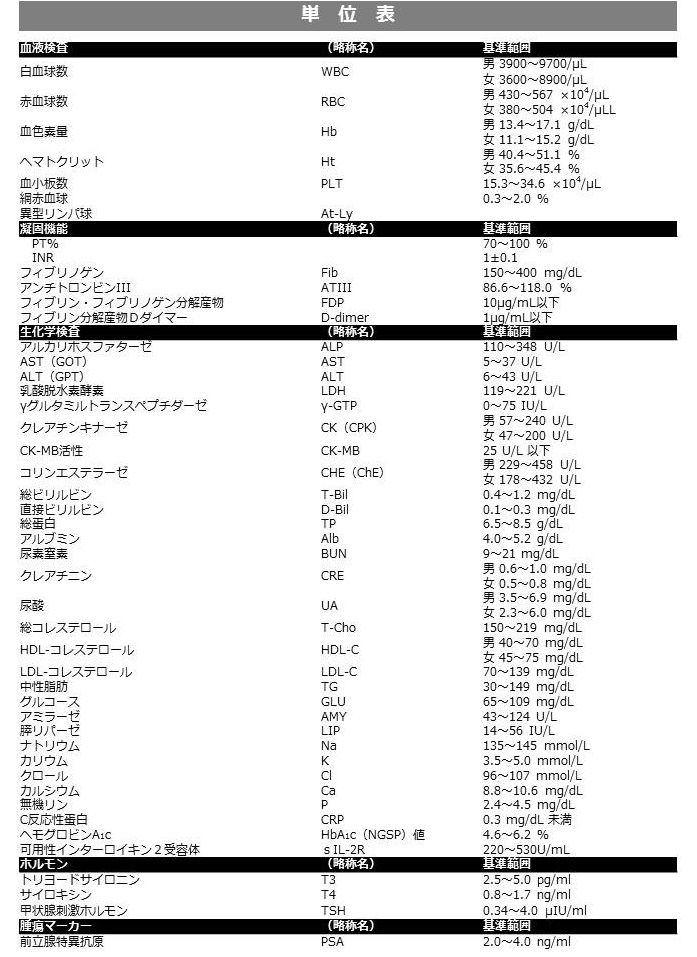 単 位 表
血液検査 （略称名） 基準範囲
白血球数 WBC 男 3900～9700/μL
女 3600～8900/μL
赤血球数 RBC 男 430～567 ×10⁴/μL
女 380～504 ×10⁴/μLL
血色素量 Hb 男 13.4～17.1 g/dL
女 11.1～15.2 g/dL
ヘマトクリット Ht 男 40.4～51.1 %
女 35.6～45.4 %
血小板数 PLT 15.3～34.6 ×10⁴/μL
網赤血球 0.3～2.0 %
異型リンパ球 At-Ly
凝固機能 （略称名） 基準範囲
PT% 70～100 %
INR 1±0.1
フィブリノゲン Fib 150～400 mg/dL
アンチトロンビンIII ATIII 86.6～118.0 %
フィブリン・フィブリノゲン分解産物 FDP 10μg/mL以下
フィブリン分解産物Ｄダイマー D-dimer 1μg/mL以下
生化学検査 （略称名） 基準範囲
アルカリホスファターゼ ALP 110～348 U/L
AST（GOT） AST 5～37 U/L
ALT（GPT） ALT 6～43 U/L
乳酸脱水素酵素 LDH 119～221 U/L
γグルタミルトランスペプチダーゼ γ-GTP 0～75 IU/L
クレアチンキナーゼ CK（CPK） 男 57～240 U/L
女 47～200 U/L
CK-MB活性 CK-MB 25 U/L 以下
コリンエステラーゼ CHE（ChE） 男 229～458 U/L
女 178～432 U/L
総ビリルビン T-Bil 0.4～1.2 mg/dL
直接ビリルビン D-Bil 0.1～0.3 mg/dL
総蛋白 TP 6.5～8.5 g/dL
アルブミン Alb 4.0～5.2 g/dL
尿素窒素 BUN 9～21 mg/dL
クレアチニン CRE 男 0.6～1.0 mg/dL
女 0.5～0.8 mg/dL
尿酸 UA 男 3.5～6.9 mg/dL
女 2.3～6.0 mg/dL
総コレステロール T-Cho 150～219 mg/dL
HDL-コレステロール HDL-C 男 40～70 mg/dL
女 45～75 mg/dL
LDL-コレステロール LDL-C 70～139 mg/dL
中性脂肪 TG 30～149 mg/dL
グルコース GLU 65～109 mg/dL
アミラーゼ AMY 43～124 U/L
膵リパーゼ LIP 14～56 IU/L
ナトリウム Na 135～145 mmol/L
カリウム K 3.5～5.0 mmol/L
クロール Cl 96～107 mmol/L
カルシウム Ca 8.8～10.6 mg/dL
無機リン P 2.4～4.5 mg/dL
C反応性蛋白 CRP 0.3 mg/dL 未満
ヘモグロビンA1c HbA1c（NGSP）値 4.6～6.2 %
可用性インターロイキン２受容体 ｓIL-2R 220～530U/mL
ホルモン （略称名） 基準範囲
トリヨードサイロニン T3 2.5～5.0 pg/ml
サイロキシン T4 0.8～1.7 ng/ml
甲状腺刺激ホルモン TSH 0.34～4.0 μIU/ml
腫瘍マーカー （略称名） 基準範囲
前立腺特異抗原 PSA 2.0～4.0 ng/ml